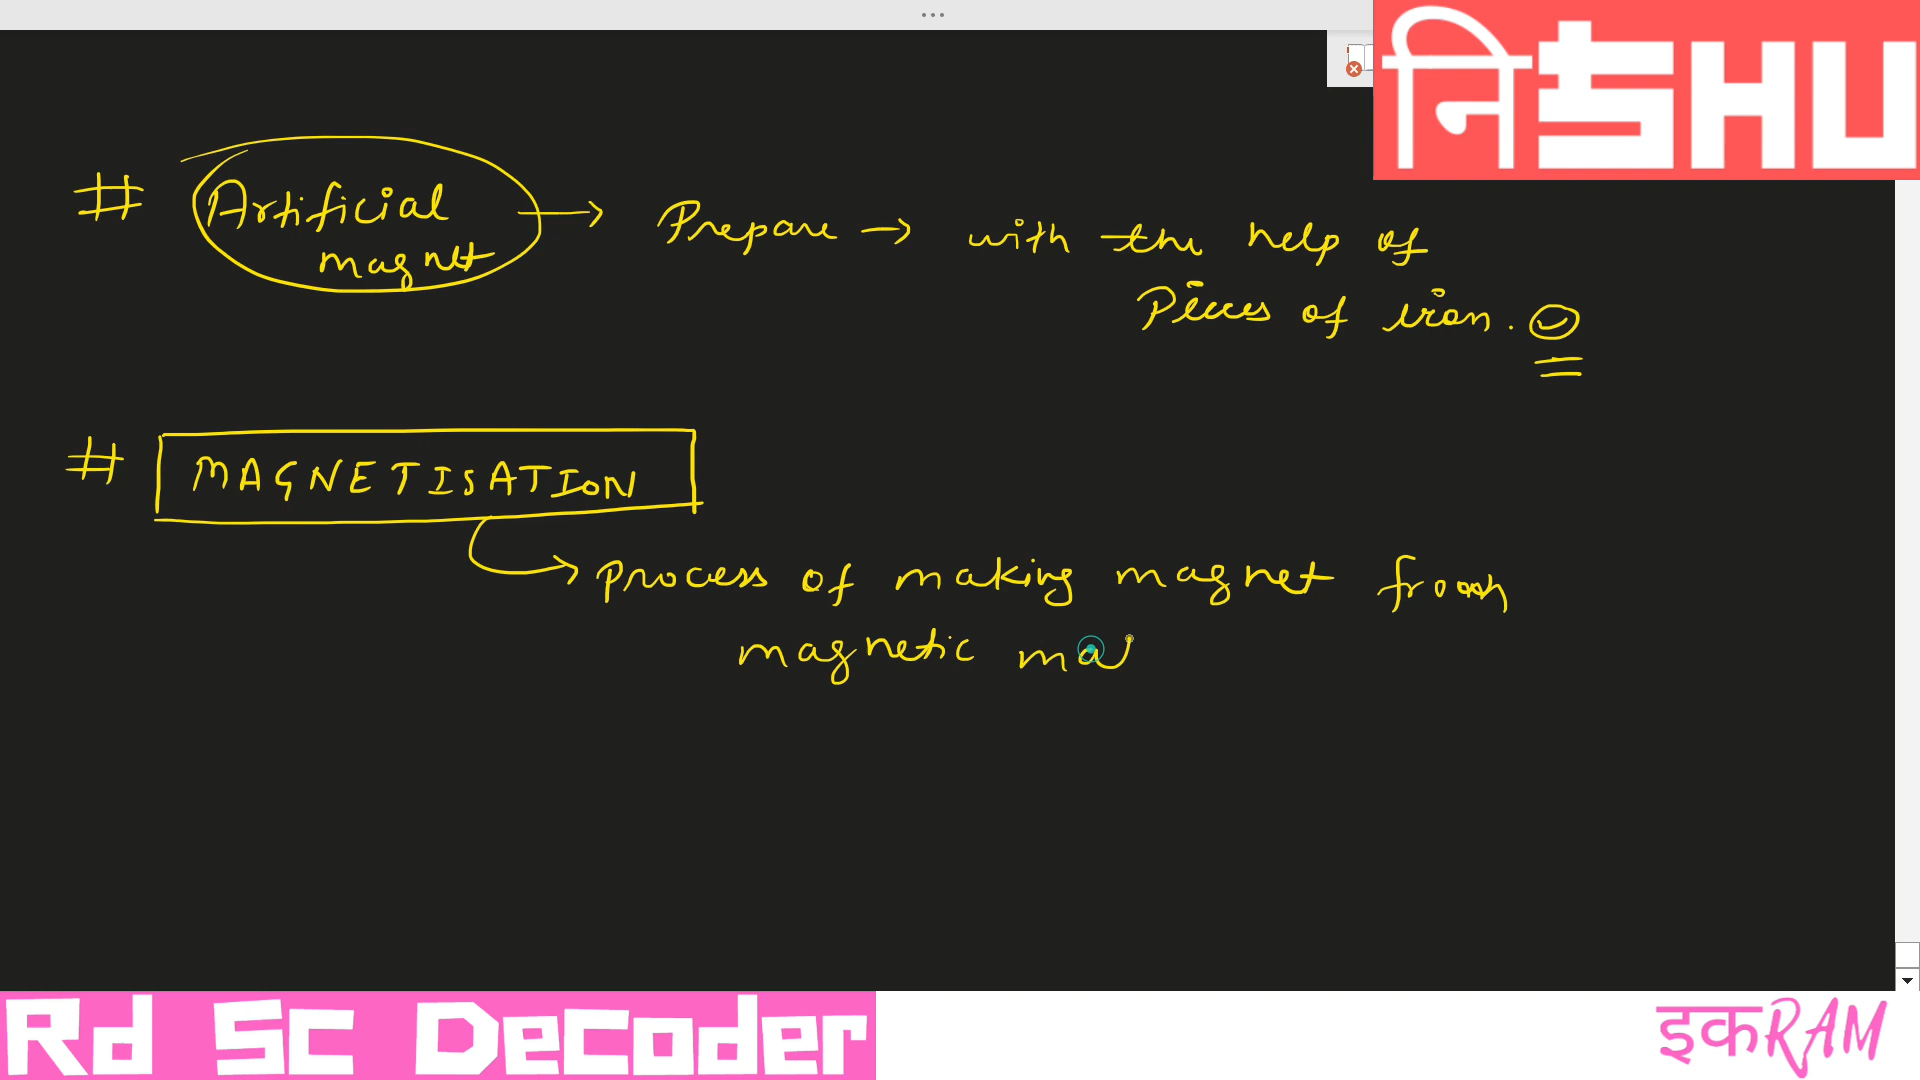 निSHU
# Artificial magnet → Prepare → with the help of
Pieces of iron.
# MAGNETISATION
→ process of making magnet from
magnetic ma
Rd Sc Decoder
इकRAM